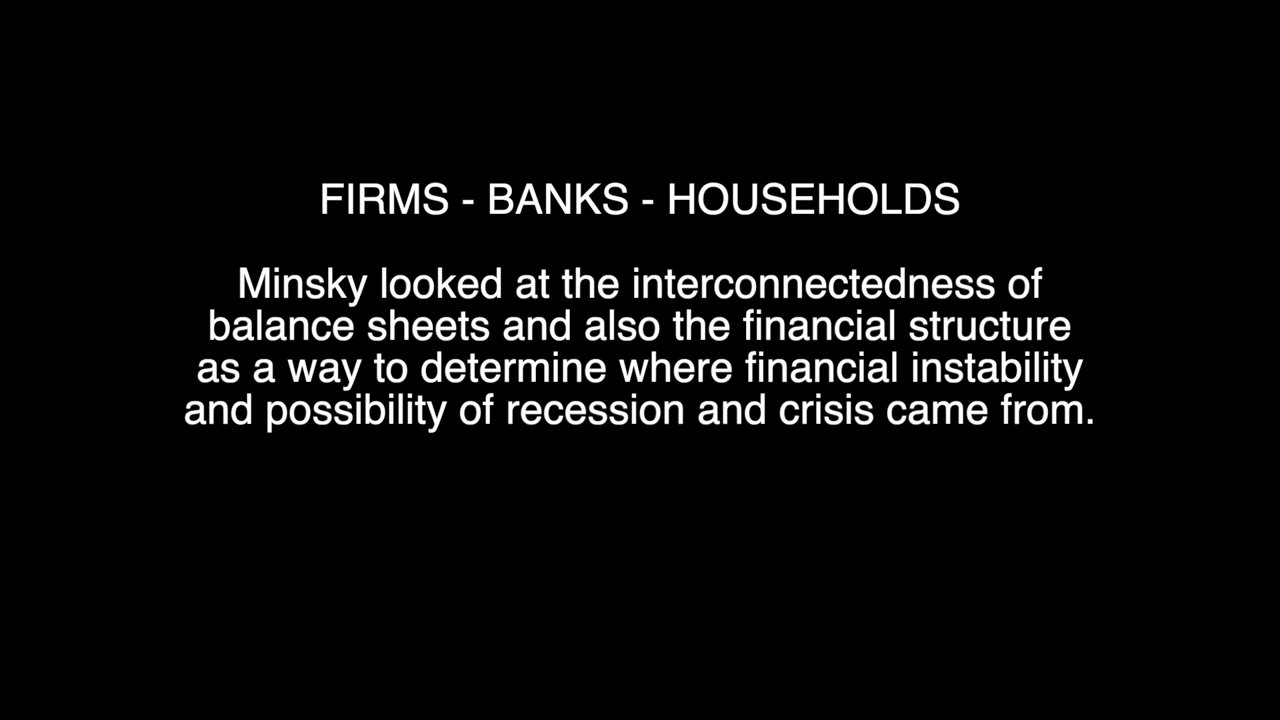 FIRMS - BANKS - HOUSEHOLDS
Minsky looked at the interconnectedness of
balance sheets and also the financial structure
as a way to determine where financial instability
and possibility of recession and crisis came from.